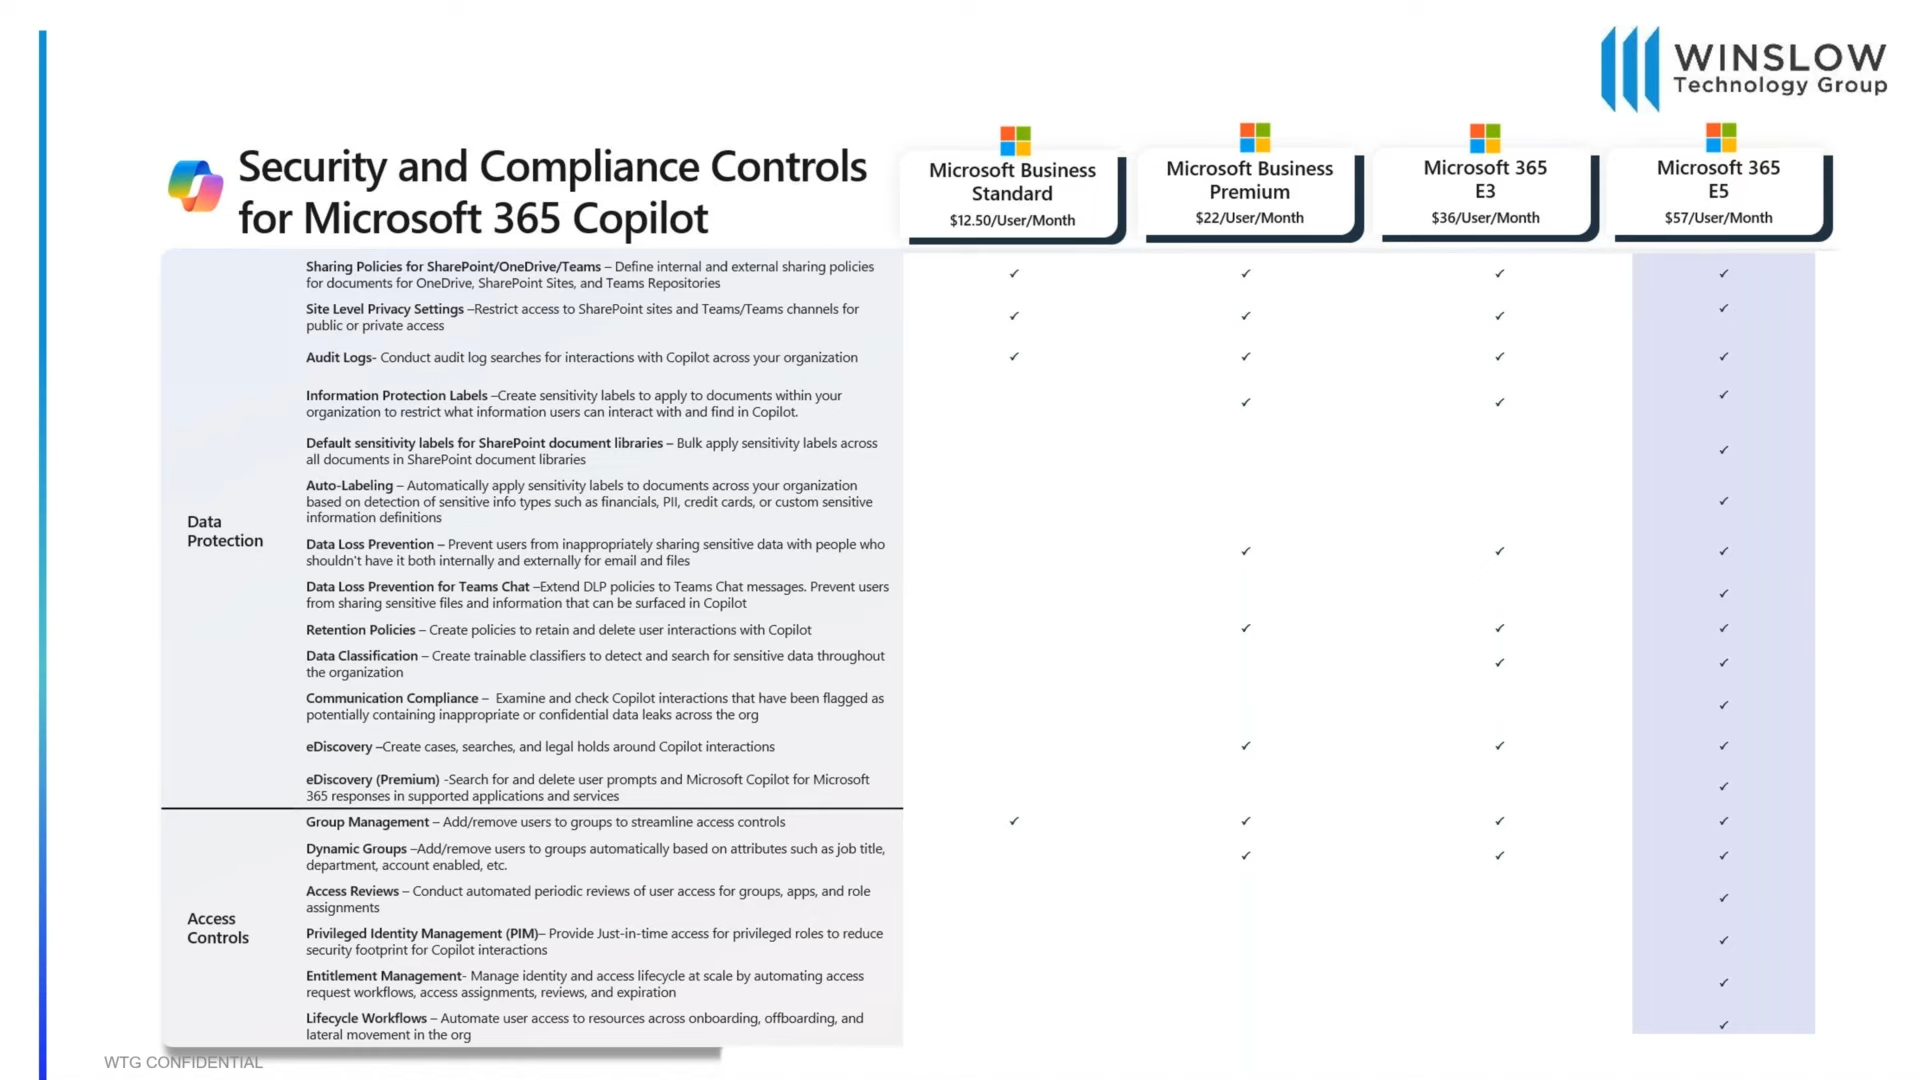 WINSLOW
Technology Group
Security and Compliance Controls
for Microsoft 365 Copilot
Microsoft Business
Standard
$12.50/User/Month
Microsoft Business
Premium
$22/User/Month
Microsoft 365
E3
$36/User/Month
Microsoft 365
E5
$57/User/Month
Data
Protection
Sharing Policies for SharePoint/OneDrive/Teams – Define internal and external sharing policies
for documents for OneDrive, SharePoint Sites, and Teams Repositories
✓ ✓ ✓ ✓
Site Level Privacy Settings –Restrict access to SharePoint sites and Teams/Teams channels for
public or private access
✓ ✓ ✓ ✓
Audit Logs- Conduct audit log searches for interactions with Copilot across your organization
✓ ✓ ✓ ✓
Information Protection Labels –Create sensitivity labels to apply to documents within your
organization to restrict what information users can interact with and find in Copilot.
✓ ✓ ✓
Default sensitivity labels for SharePoint document libraries – Bulk apply sensitivity labels across
all documents in SharePoint document libraries
✓
Auto-Labeling – Automatically apply sensitivity labels to documents across your organization
based on detection of sensitive info types such as financials, PII, credit cards, or custom sensitive
information definitions
✓
Data Loss Prevention – Prevent users from inappropriately sharing sensitive data with people who
shouldn't have it both internally and externally for email and files
✓ ✓ ✓
Data Loss Prevention for Teams Chat –Extend DLP policies to Teams Chat messages. Prevent users
from sharing sensitive files and information that can be surfaced in Copilot
✓
Retention Policies – Create policies to retain and delete user interactions with Copilot
✓ ✓ ✓
Data Classification – Create trainable classifiers to detect and search for sensitive data throughout
the organization
✓ ✓
Communication Compliance – Examine and check Copilot interactions that have been flagged as
potentially containing inappropriate or confidential data leaks across the org
✓
eDiscovery –Create cases, searches, and legal holds around Copilot interactions
✓ ✓ ✓
eDiscovery (Premium) -Search for and delete user prompts and Microsoft Copilot for Microsoft
365 responses in supported applications and services
✓
Access
Controls
Group Management – Add/remove users to groups to streamline access controls
✓ ✓ ✓ ✓
Dynamic Groups –Add/remove users to groups automatically based on attributes such as job title,
department, account enabled, etc.
✓ ✓ ✓
Access Reviews – Conduct automated periodic reviews of user access for groups, apps, and role
assignments
✓
Privileged Identity Management (PIM)– Provide Just-in-time access for privileged roles to reduce
security footprint for Copilot interactions
✓
Entitlement Management- Manage identity and access lifecycle at scale by automating access
request workflows, access assignments, reviews, and expiration
✓
Lifecycle Workflows – Automate user access to resources across onboarding, offboarding, and
lateral movement in the org
✓
WTG CONFIDENTIAL